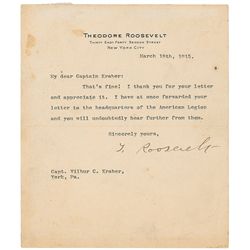 THEODORE ROOSEVELT
THIRTY EAST FORTY SECOND STREET
NEW YORK CITY
March 18th, 1915.
My dear Captain Kraber:
That's fine! I thank you for your letter
and appreciate it. I have at once forwarded your
letter to the headquarters of the American Legion
and you will undoubtedly hear further from them.
Sincerely yours,
T. Roosevelt
Capt. Wilbur C. Kraber,
York, Pa.